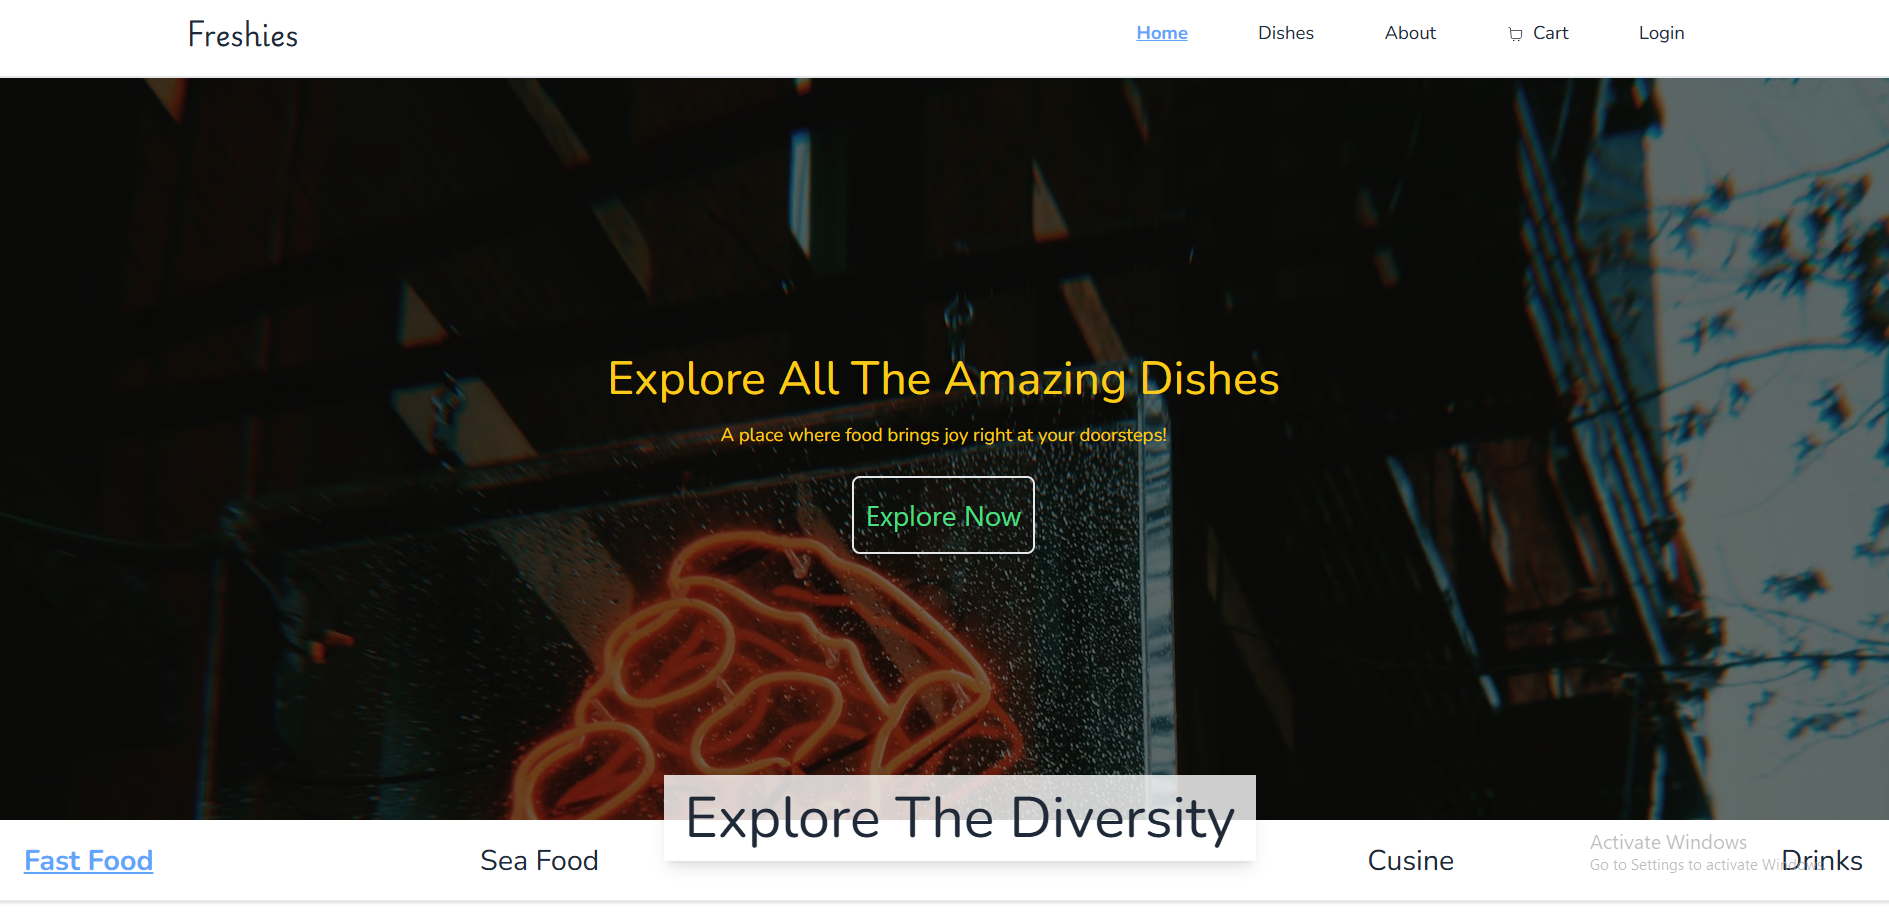 Freshies
Home Dishes About Cart Login
Explore All The Amazing Dishes
A place where food brings joy right at your doorsteps!
Explore Now
Explore The Diversity
Fast Food Sea Food Cusine Drinks
Activate Windows
Go to Settings to activate Windows.